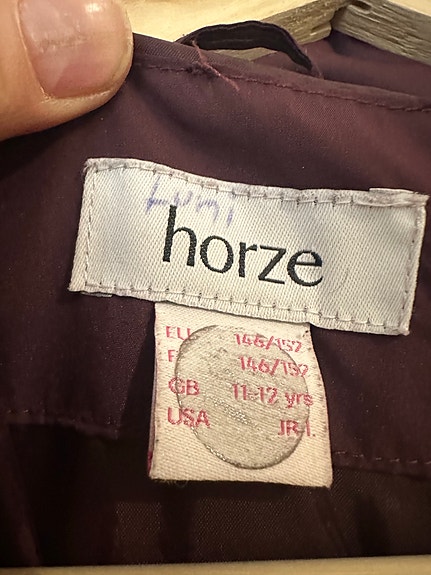 horze
EU 146/152
F 146/152
GB 11-12 yrs
USA JR L